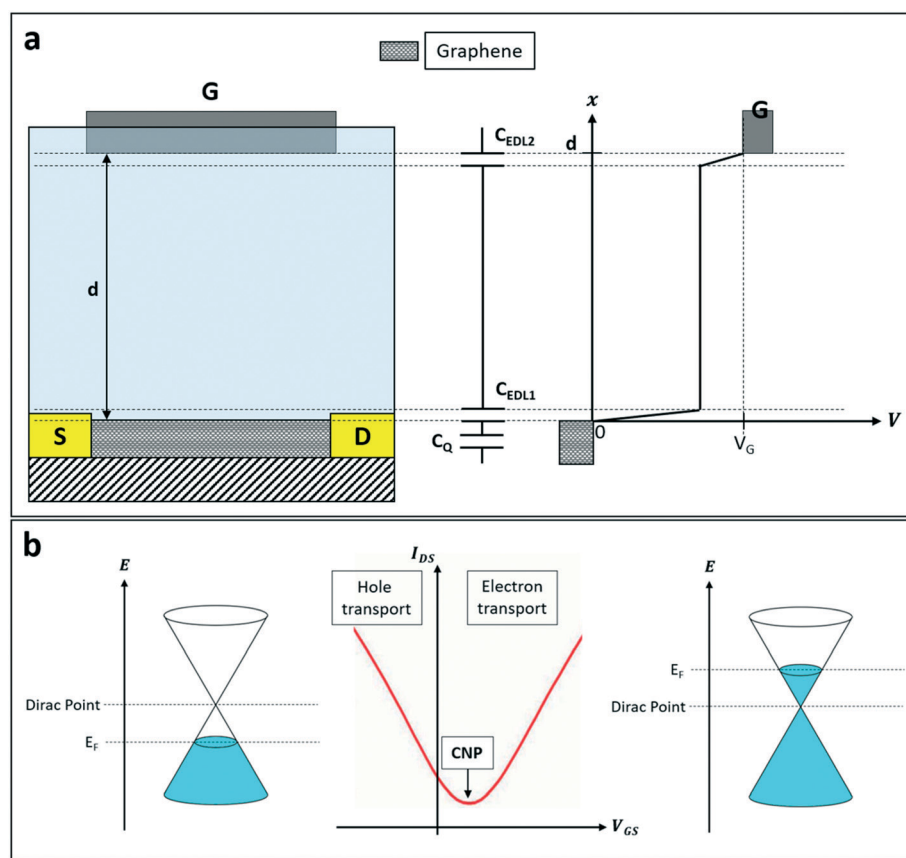 a
Graphene
G
C_EDL2
d
C_EDL1
C_Q
S
D
x
d
G
0
V_G
V
b
E
Dirac Point
E_F
I_DS
Hole
transport
Electron
transport
CNP
V_GS
E
E_F
Dirac Point